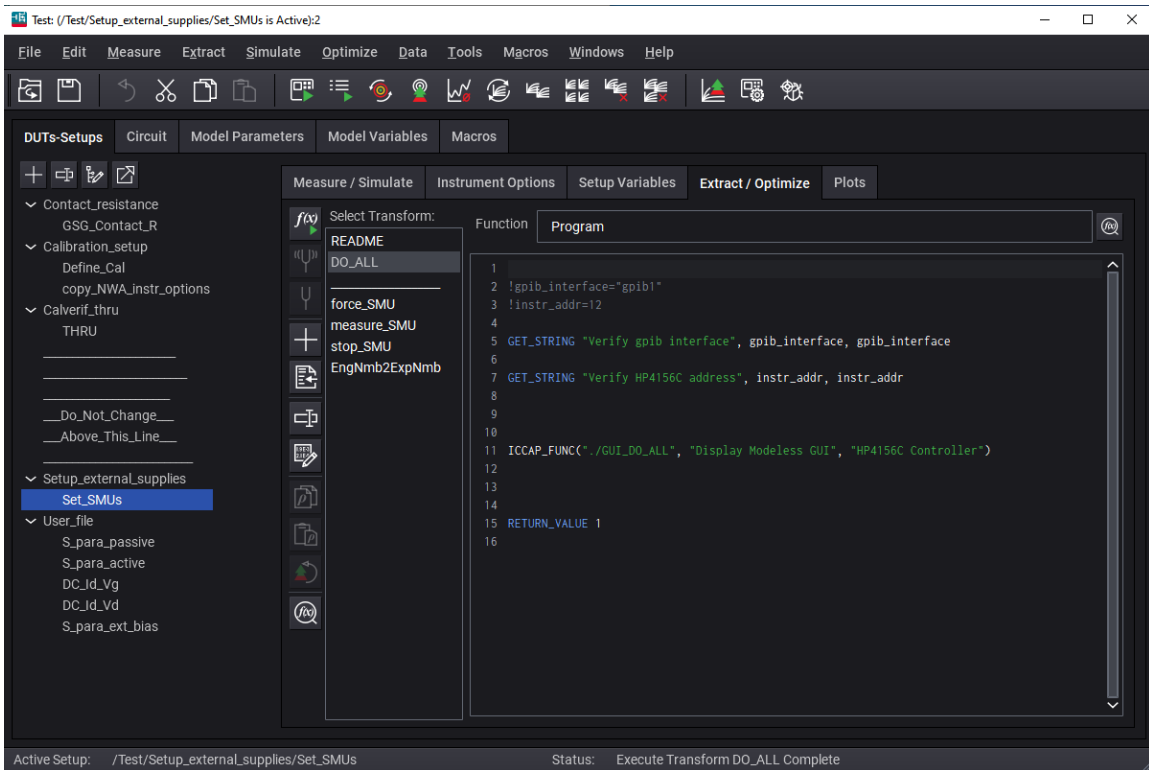 Test: (/Test/Setup_external_supplies/Set_SMUs is Active):2
File Edit Measure Extract Simulate Optimize Data Tools Macros Windows Help
DUTs-Setups Circuit Model Parameters Model Variables Macros
Contact_resistance
GSG_Contact_R
Calibration_setup
Define_Cal
copy_NWA_instr_options
Calverif_thru
THRU
__Do_Not_Change__
__Above_This_Line__
Setup_external_supplies
Set_SMUs
User_file
S_para_passive
S_para_active
DC_Id_Vg
DC_Id_Vd
S_para_ext_bias
Measure / Simulate Instrument Options Setup Variables Extract / Optimize Plots
Select Transform:
README
DO_ALL
force_SMU
measure_SMU
stop_SMU
EngNmb2ExpNmb
Function Program
1
2 !gpib_interface="gpib1"
3 !instr_addr=12
4
5 GET_STRING "Verify gpib interface", gpib_interface, gpib_interface
6
7 GET_STRING "Verify HP4156C address", instr_addr, instr_addr
8
9
10
11 ICCAP_FUNC("./GUI_DO_ALL", "Display Modeless GUI", "HP4156C Controller")
12
13
14
15 RETURN_VALUE 1
16
Active Setup: /Test/Setup_external_supplies/Set_SMUs Status: Execute Transform DO_ALL Complete